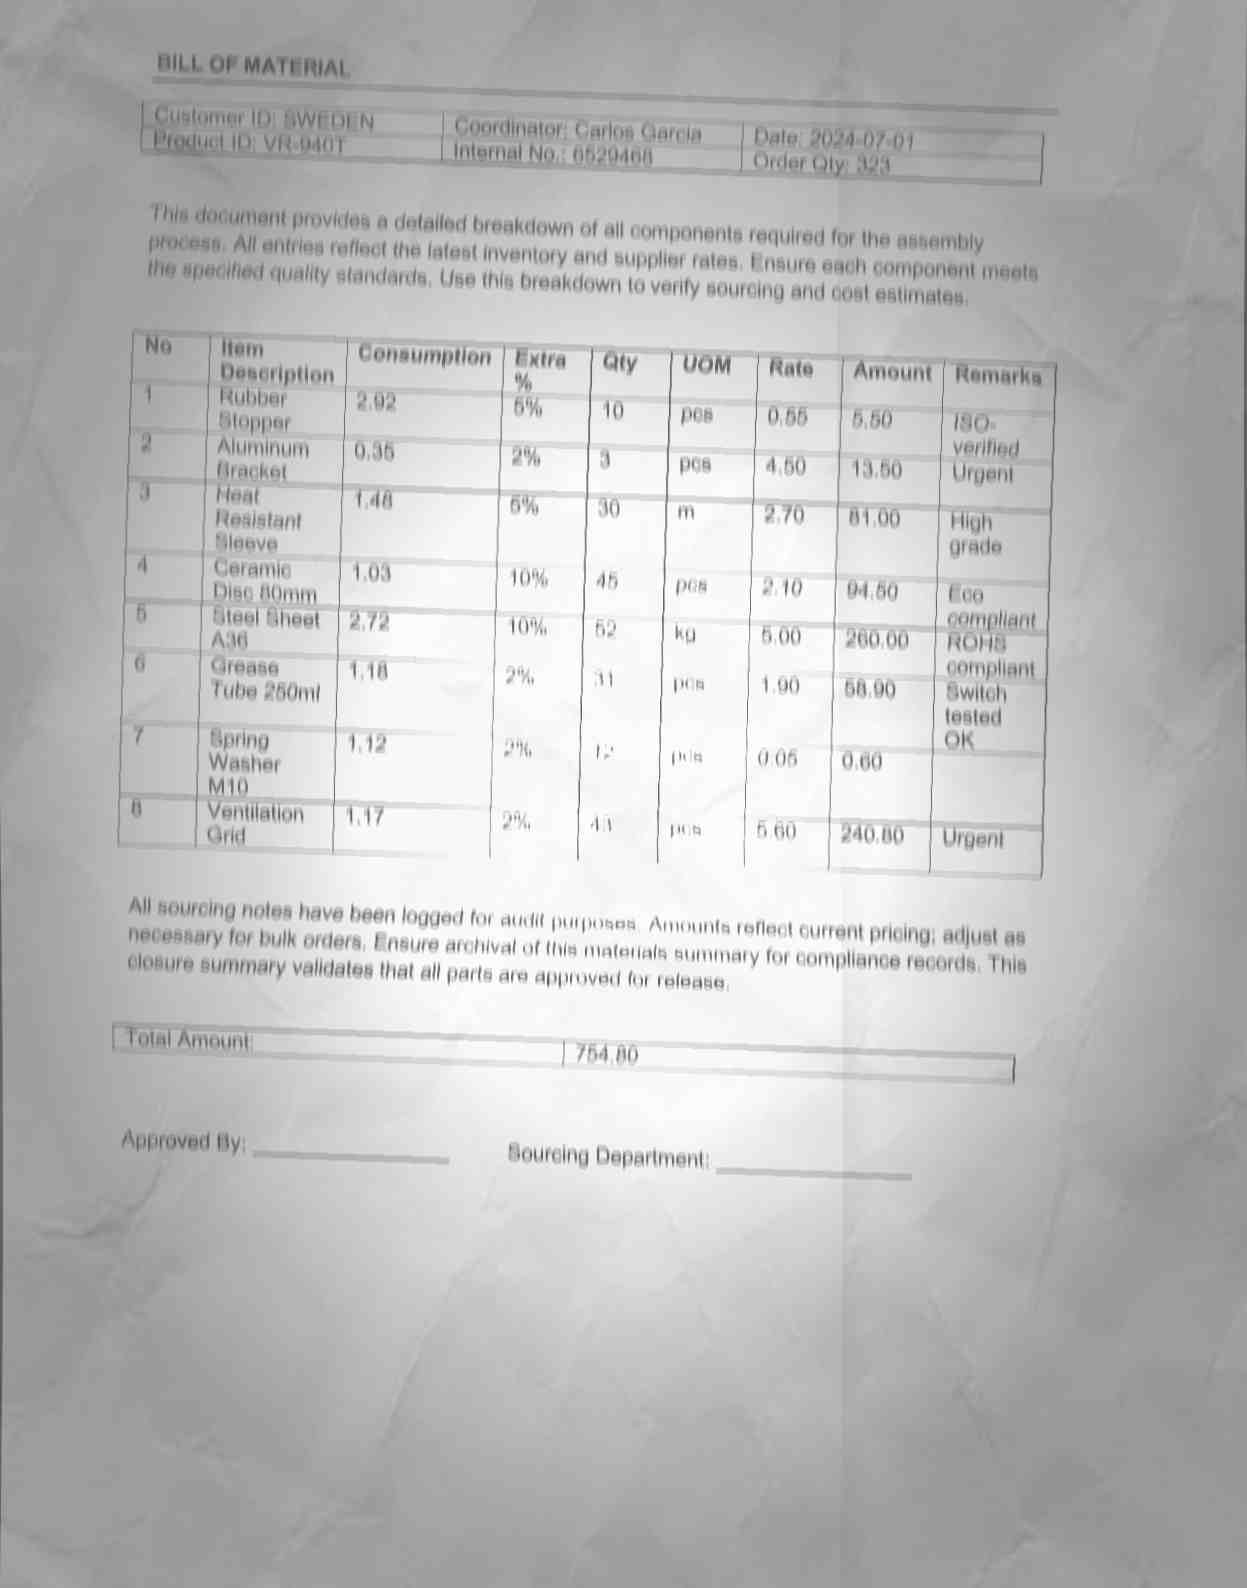 BILL OF MATERIAL
Customer ID: SWEDEN Coordinator: Carlos Garcia Date: 2024-07-01
Product ID: VR-940T Internal No.: 6529468 Order Qty: 323
This document provides a detailed breakdown of all components required for the assembly
process. All entries reflect the latest inventory and supplier rates. Ensure each component meets
the specified quality standards. Use this breakdown to verify sourcing and cost estimates.
No Item Consumption Extra Qty UOM Rate Amount Remarks
Description %
1 Rubber 2.92 5% 10 pcs 0.55 5.50 ISO-
Stopper verified
2 Aluminum 0.35 2% 3 pcs 4.50 13.50 Urgent
Bracket
3 Heat 1.48 5% 30 m 2.70 81.00 High
Resistant grade
Sleeve
4 Ceramic 1.03 10% 45 pcs 2.10 94.50 Eco
Disc 80mm compliant
5 Steel Sheet 2.72 10% 52 kg 5.00 260.00 ROHS
A36 compliant
6 Grease 1.18 2% 31 pcs 1.90 58.90 Switch
Tube 250ml tested
OK
7 Spring 1.12 2% 12 pcs 0.05 0.60
Washer
M10
8 Ventilation 1.17 2% 43 pcs 5.60 240.80 Urgent
Grid
All sourcing notes have been logged for audit purposes. Amounts reflect current pricing; adjust as
necessary for bulk orders. Ensure archival of this materials summary for compliance records. This
closure summary validates that all parts are approved for release.
Total Amount: 754.80
Approved By: Sourcing Department: